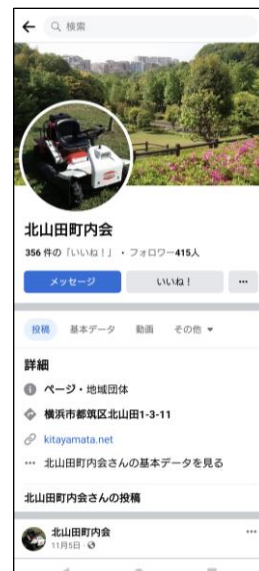 検索
北山田町内会
356 件の「いいね！」・フォロワー415人
メッセージ
いいね！
投稿
基本データ
動画
その他
詳細
ページ・地域団体
横浜市都筑区北山田1-3-11
kitayamata.net
北山田町内会さんの基本データを見る
北山田町内会さんの投稿
北山田町内会
11月5日